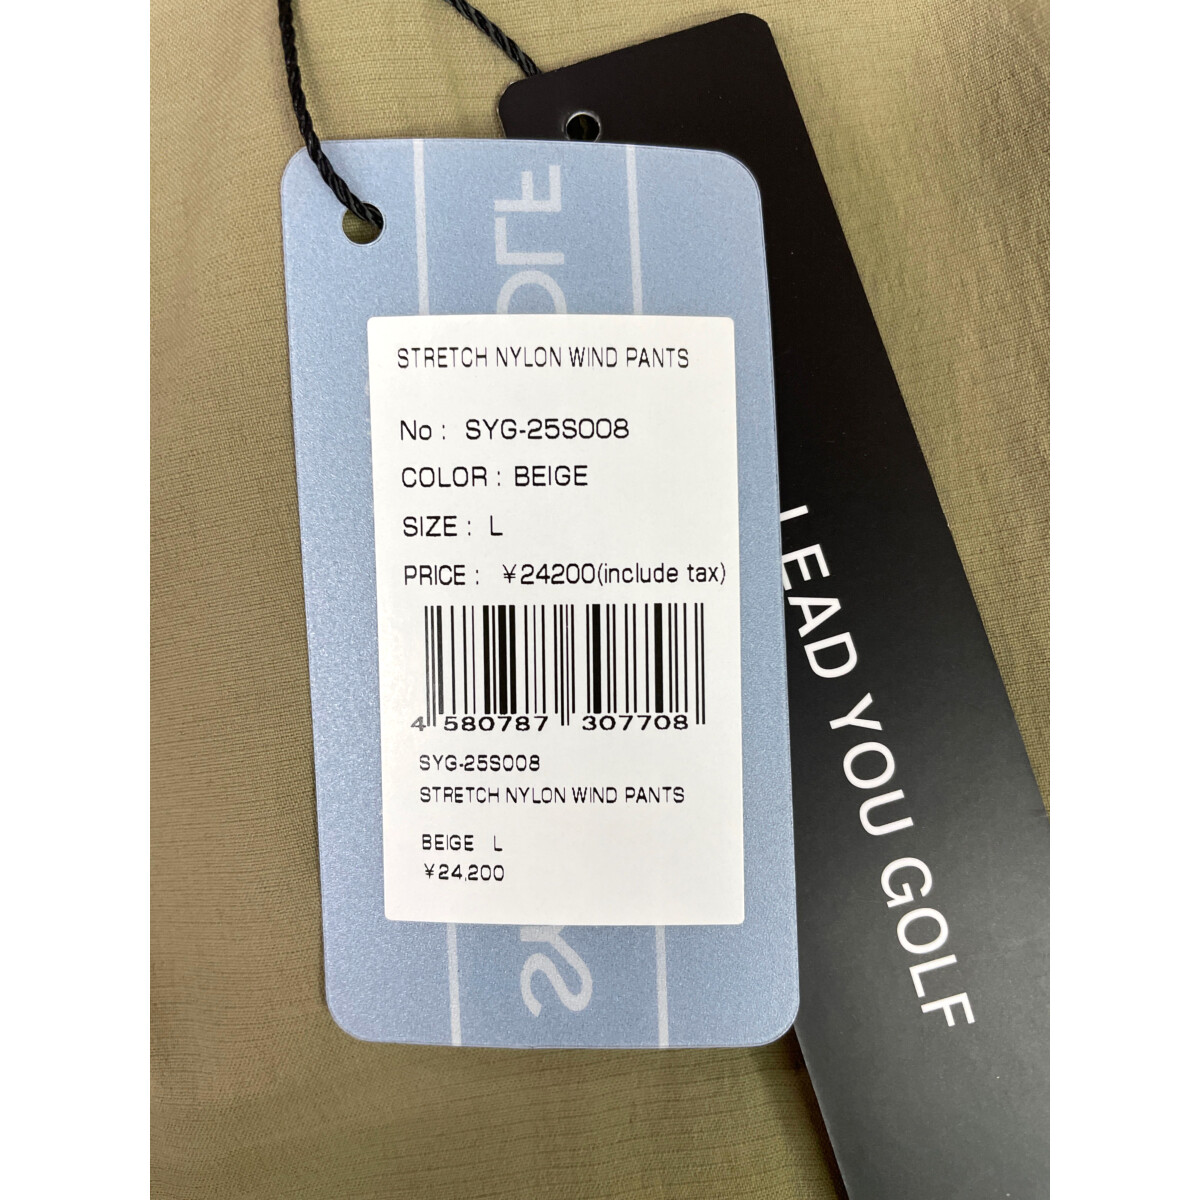 STRETCH NYLON WIND PANTS
No : SYG-25S008
COLOR : BEIGE
SIZE : L
PRICE : ¥24200(include tax)
4 580787 307708
SYG-25S008
STRETCH NYLON WIND PANTS
BEIGE L
¥24,200
LEAD YOU GOLF